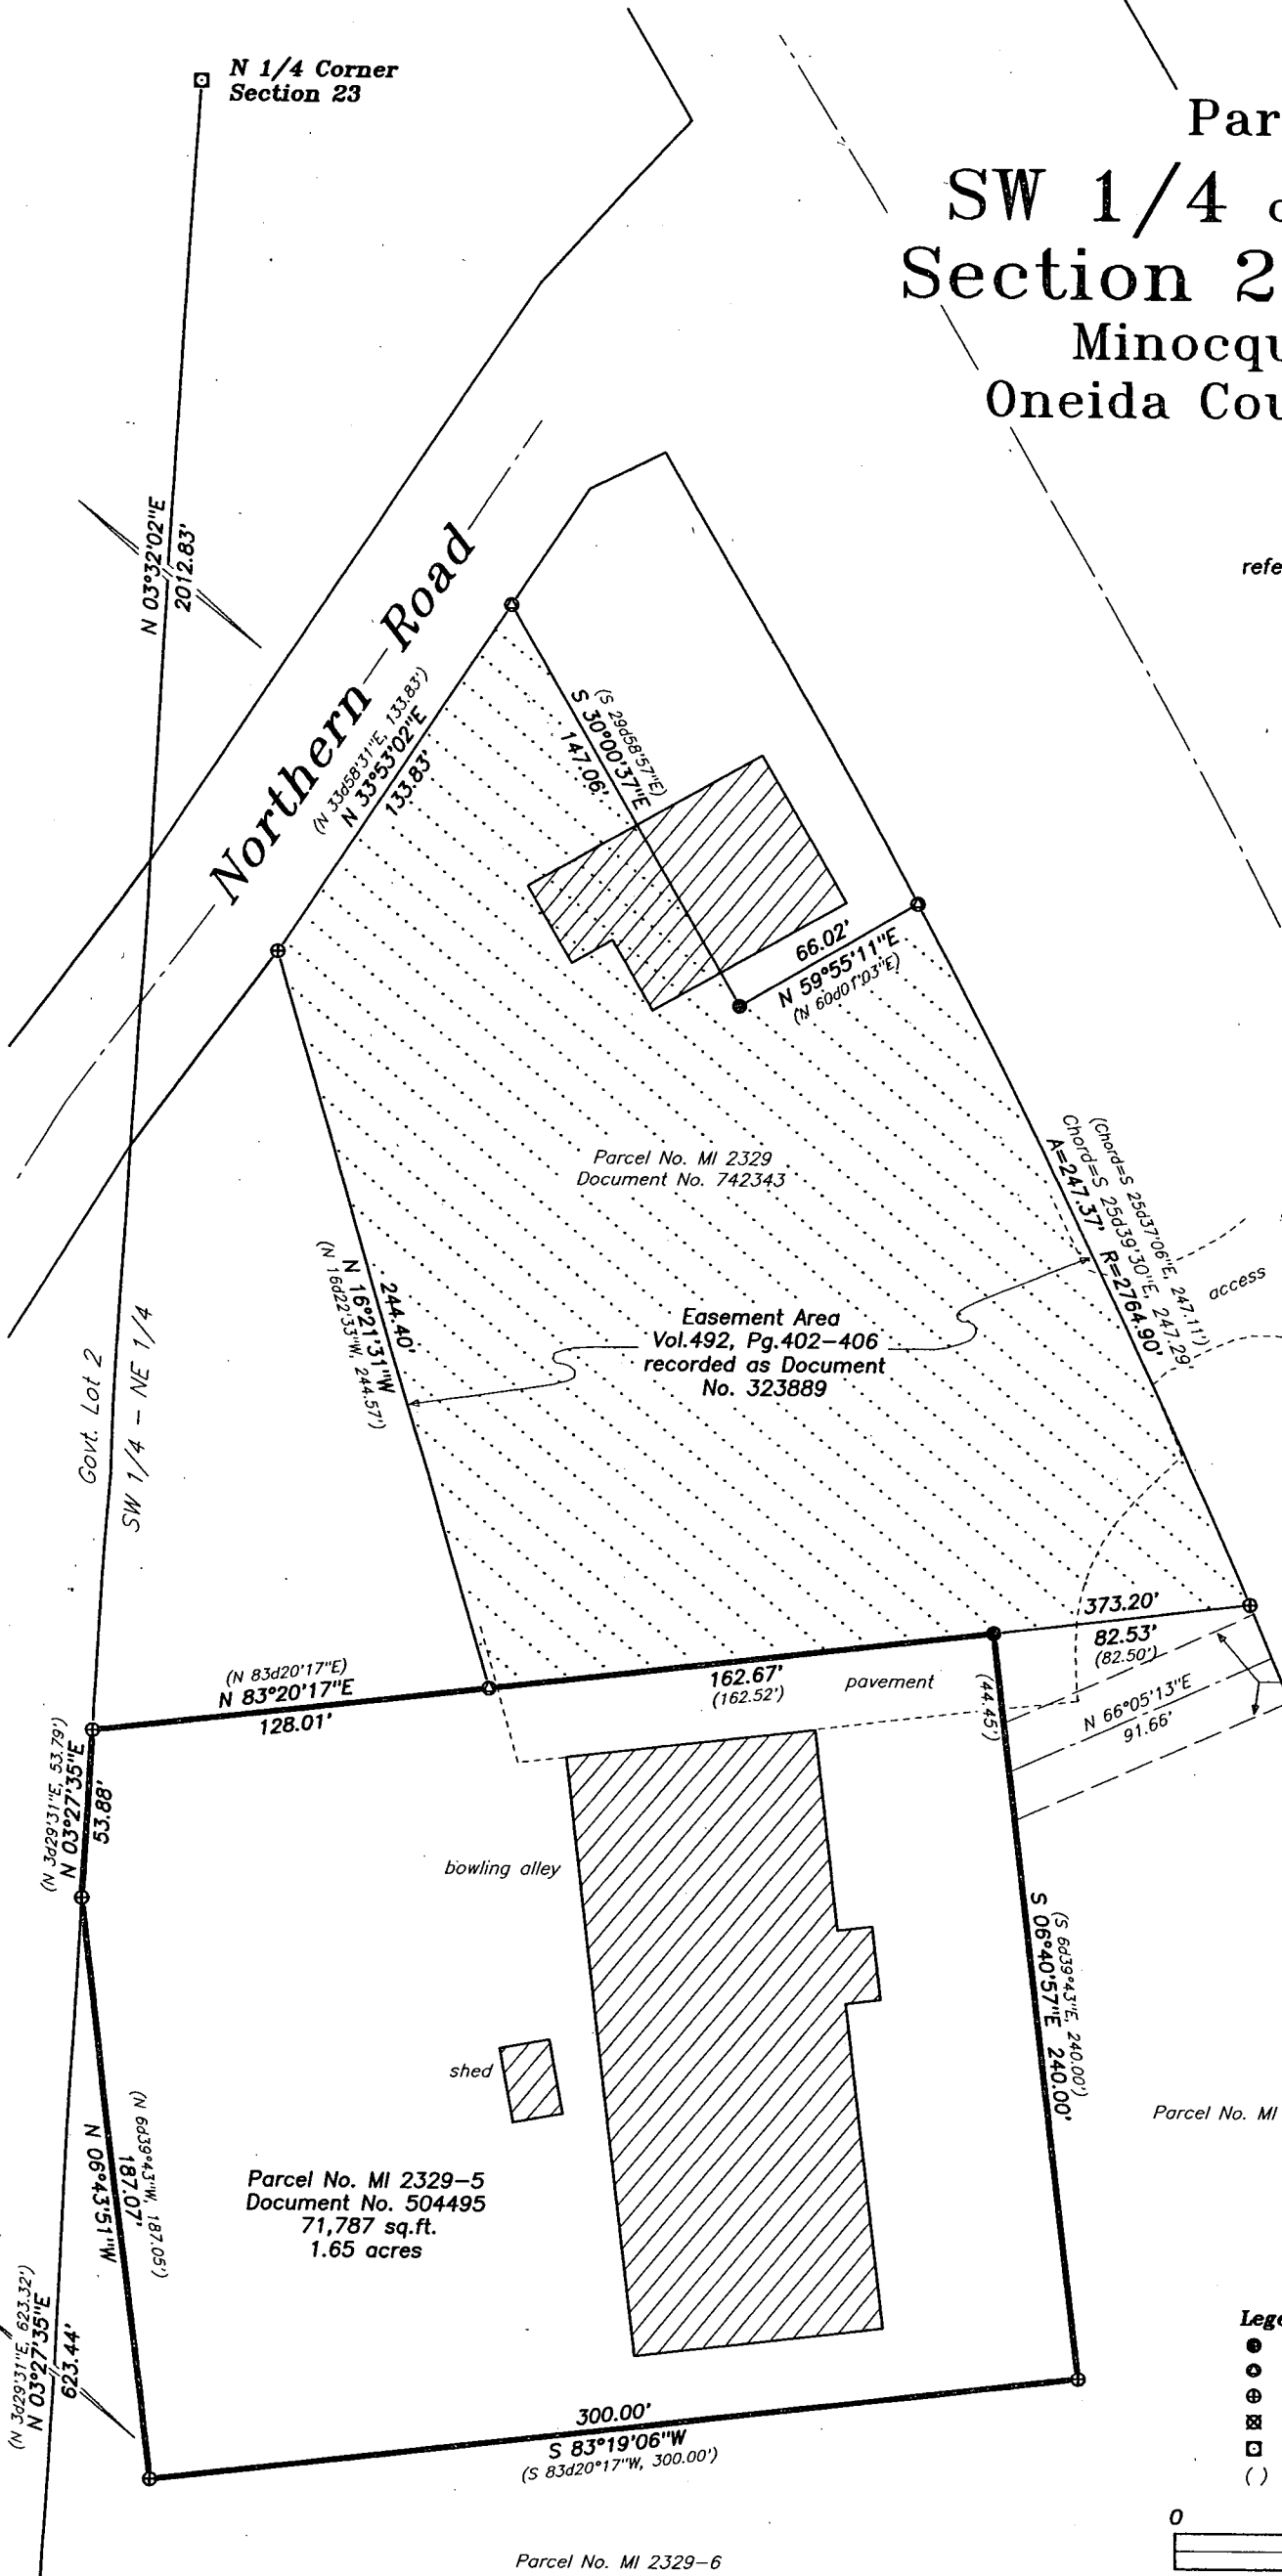 N 1/4 Corner
Section 23
Par
SW 1/4
Section 2
Minocqu
Oneida Cou
refe
N 03°32'02"E
2012.83'
Northern Road
(N 33d58'31"E, 133.83')
N 33°53'02"E
133.83'
(S 29d58'57"E)
S 30°00'37"E
147.06'
66.02'
N 59°55'11"E
(N 60d01'03"E)
Parcel No. MI 2329
Document No. 742343
(Chord=S 25d37'06"E, 247.11')
Chord=S 25d39'30"E, 247.29'
A=247.37' R=2764.90'
access
244.40'
N 16°21'31"W
(N 16d22'33"W, 244.57')
Easement Area
Vol.492, Pg.402-406
recorded as Document
No. 323889
Govt. Lot 2
SW 1/4 - NE 1/4
373.20'
82.53'
(82.50')
(N 83d20'17"E)
N 83°20'17"E
128.01'
162.67'
(162.52')
pavement
(44.45')
N 66°05'13"E
91.66'
(N 3d29'31"E, 53.79')
N 03°27'35"E
53.88'
bowling alley
(S 6d39'43"E, 240.00')
S 06°40'57"E 240.00'
shed
Parcel No. MI
(N 6d39'43"W, 187.05')
187.07'
N 06°43'51"W
Parcel No. MI 2329-5
Document No. 504495
71,787 sq.ft.
1.65 acres
(N 3d29'31"E, 623.32')
N 03°27'35"E
623.44'
Lege
( )
300.00'
S 83°19'06"W
(S 83d20'17"W, 300.00')
0
Parcel No. MI 2329-6